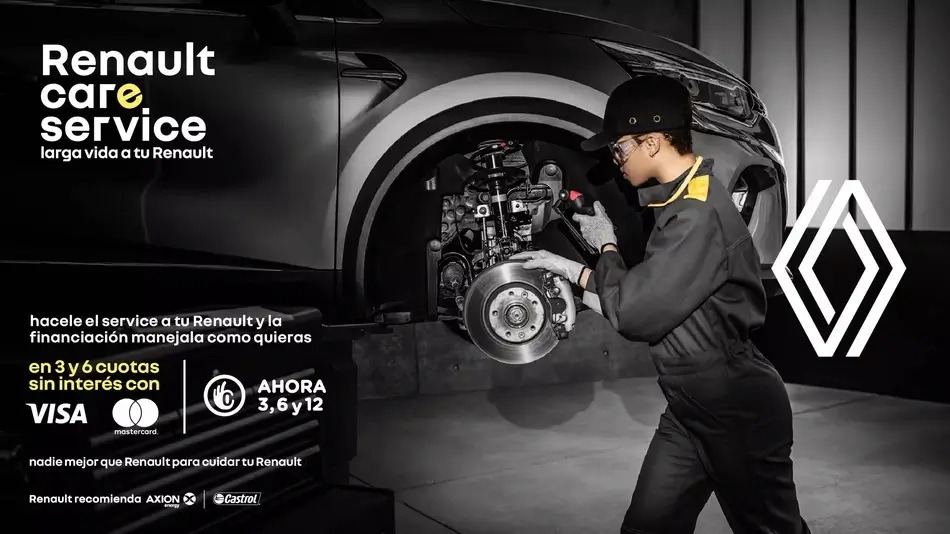 Renault
care
service
larga vida a tu Renault
hacele el service a tu Renault y la
financiación manejala como quieras
en 3 y 6 cuotas
sin interés con
VISA
mastercard.
AHORA
3, 6 y 12
nadie mejor que Renault para cuidar tu Renault
Renault recomienda AXION energy Castrol